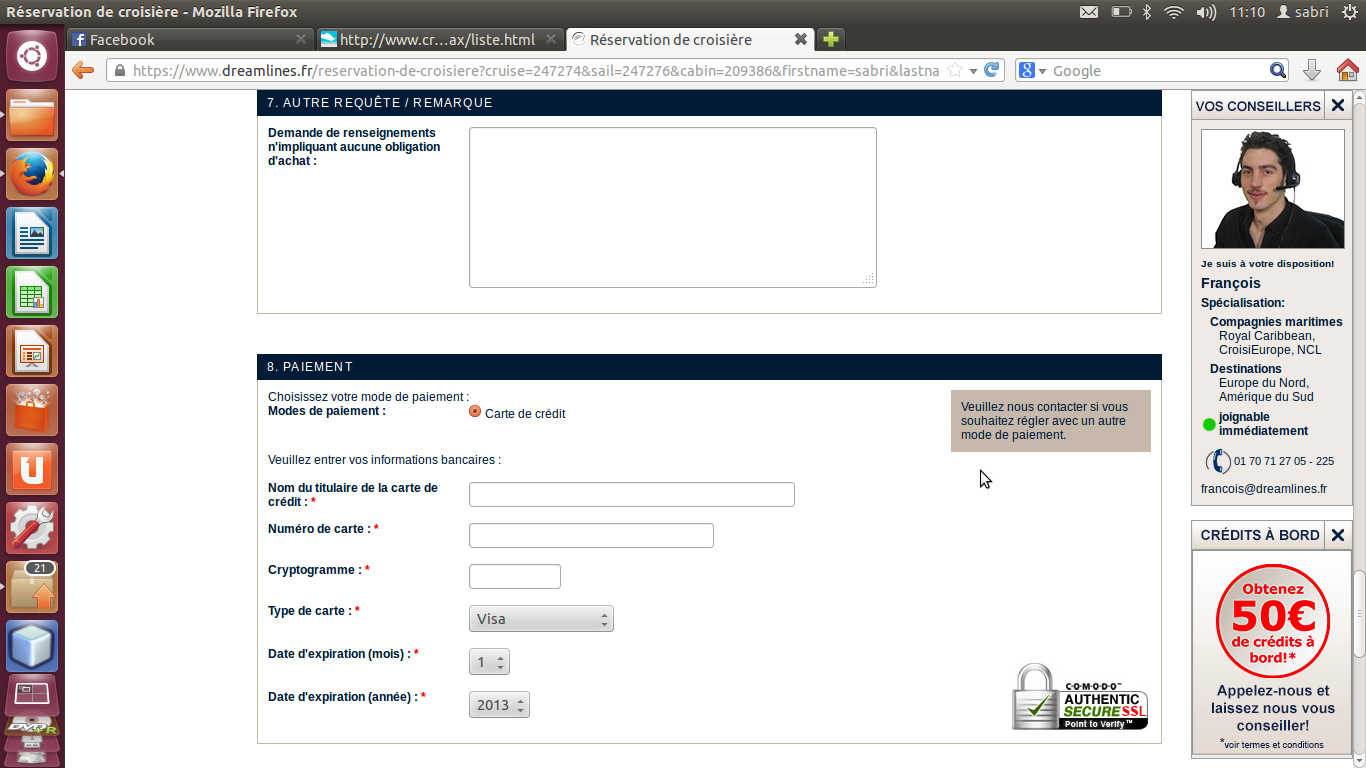 Réservation de croisière - Mozilla Firefox
11:10
sabri
Facebook
http://www.cr...ax/liste.html
Réservation de croisière
https://www.dreamlines.fr/reservation-de-croisiere?cruise=247274&sail=247276&cabin=209386&firstname=sabri&lastna
Google
21
7. AUTRE REQUÊTE / REMARQUE
Demande de renseignements
n'impliquant aucune obligation
d'achat :
8. PAIEMENT
Choisissez votre mode de paiement :
Modes de paiement :
Carte de crédit
Veuillez nous contacter si vous
souhaitez régler avec un autre
mode de paiement.
Veuillez entrer vos informations bancaires :
Nom du titulaire de la carte de
crédit : *
Numéro de carte : *
Cryptogramme : *
Type de carte : *
Visa
Date d'expiration (mois) : *
1
Date d'expiration (année) : *
2013
COMODO™
AUTHENTIC
SECURE SSL
Point to Verify™
VOS CONSEILLERS
Je suis à votre disposition!
François
Spécialisation:
Compagnies maritimes
Royal Caribbean,
CroisiEurope, NCL
Destinations
Europe du Nord,
Amérique du Sud
joignable
immédiatement
01 70 71 27 05 - 225
francois@dreamlines.fr
CRÉDITS À BORD
Obtenez
50€
de crédits à
bord!*
Appelez-nous et
laissez nous vous
conseiller!
*voir termes et conditions